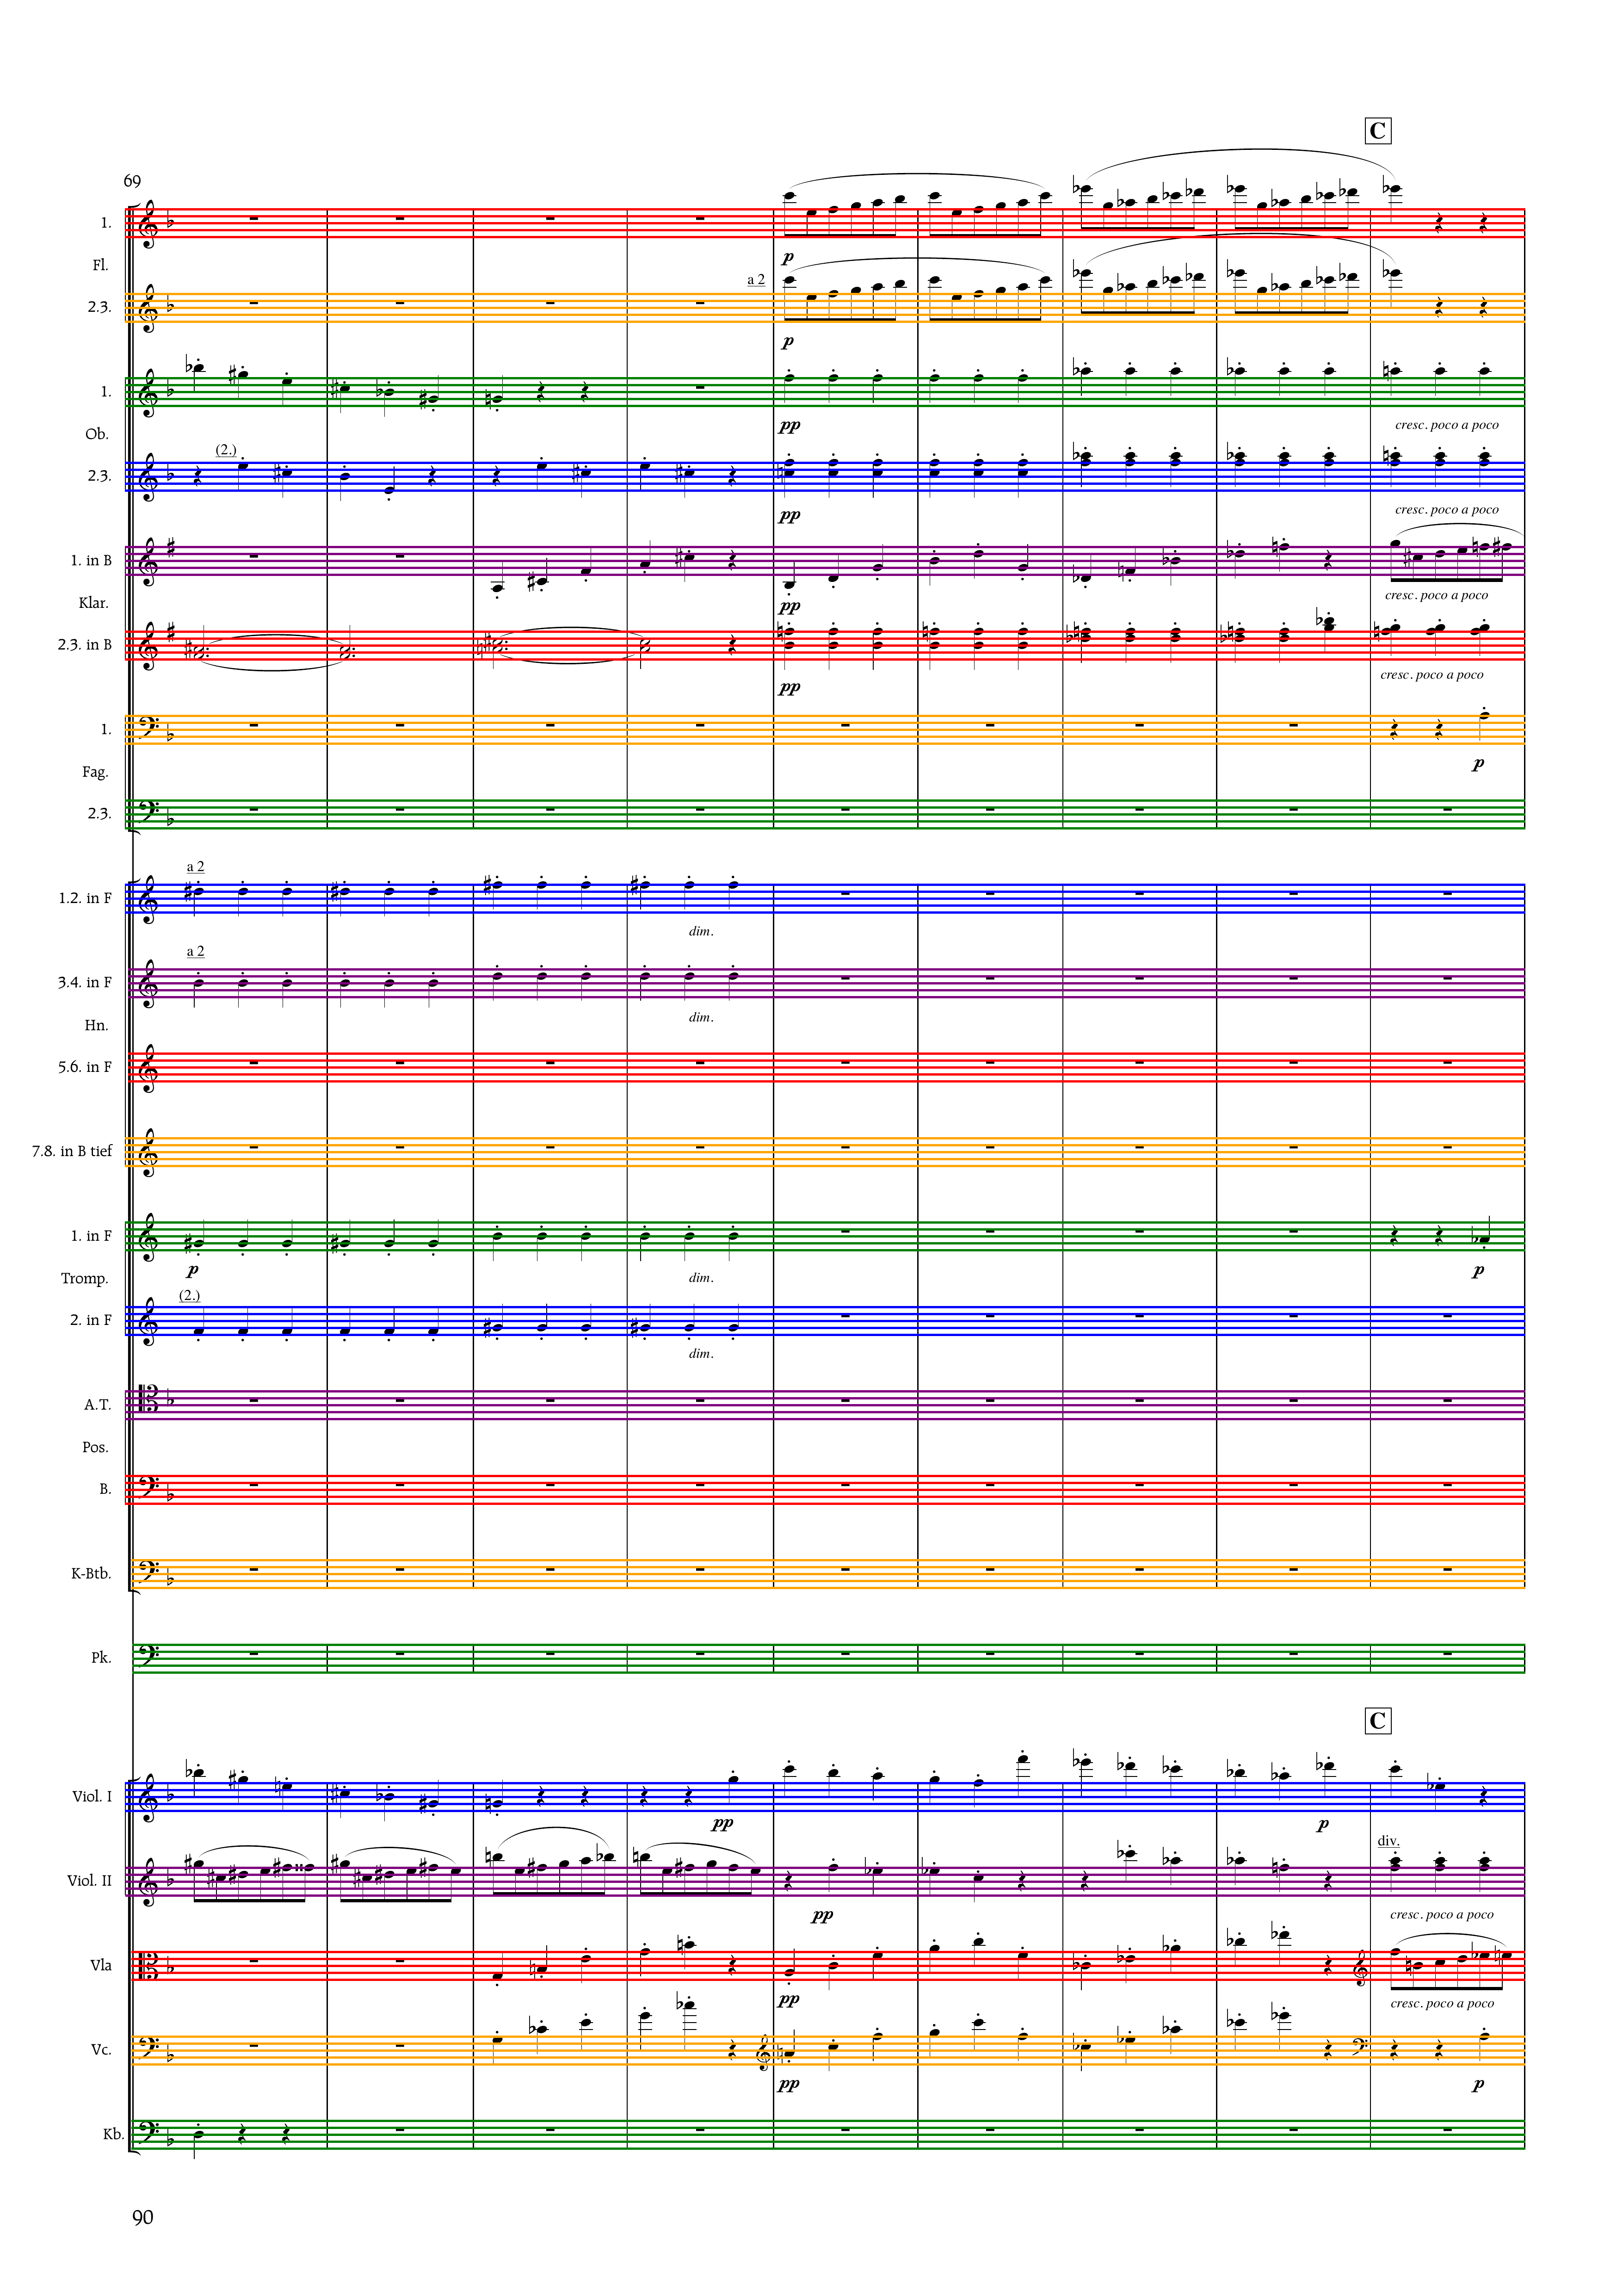 C
69
1.
Fl.
p
a 2
2.3.
p
1.
pp
cresc. poco a poco
Ob.
(2.)
2.3.
pp
cresc. poco a poco
1. in B
pp
cresc. poco a poco
Klar.
2.3. in B
pp
cresc. poco a poco
1.
p
Fag.
2.3.
a 2
1.2. in F
dim.
a 2
3.4. in F
dim.
Hn.
5.6. in F
7.8. in B tief
1. in F
p
dim.
p
Tromp.
(2.)
2. in F
dim.
A.T.
Pos.
B.
K-Btb.
Pk.
C
Viol. I
pp
p
div.
Viol. II
pp
cresc. poco a poco
Vla
pp
cresc. poco a poco
Vc.
pp
p
Kb.
90